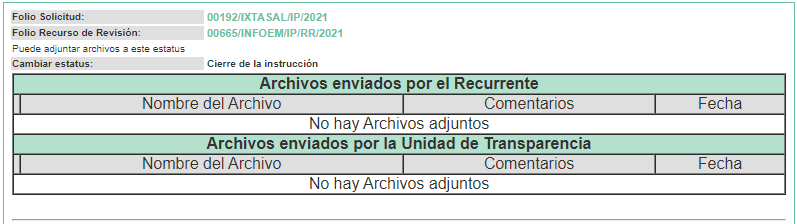 Folio Solicitud: 00192/IXTASAL/IP/2021
Folio Recurso de Revisión: 00665/INFOEM/IP/RR/2021
Puede adjuntar archivos a este estatus
Cambiar estatus: Cierre de la instrucción
Archivos enviados por el Recurrente
Nombre del Archivo Comentarios Fecha
No hay Archivos adjuntos
Archivos enviados por la Unidad de Transparencia
Nombre del Archivo Comentarios Fecha
No hay Archivos adjuntos